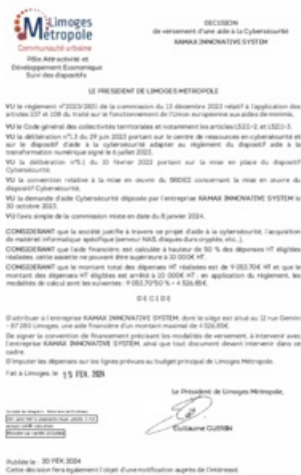 Limoges
Métropole
Communauté urbaine
Pôle Attractivité et
Développement Economique
Suivi des dispositifs
DECISION
de versement d'une aide à la Cybersécurité
KAMAX INNOVATIVE SYSTEM
LE PRESIDENT DE LIMOGES METROPOLE
VU le règlement n°2023/2831 de la commission du 13 décembre 2023 relatif à l'application des
articles 107 et 108 du traité sur le fonctionnement de l'Union européenne aux aides de minimis,
VU le Code général des collectivités territoriales et notamment les articles L1511-2, et L1511-3.
VU la délibération n°1.3 du 29 juin 2023 portant sur le centre de ressources en cybersécurité et
sur le dispositif d'aide à la cybersécurité adapter au règlement du dispositif aide à la
transformation numérique signé le 6 juillet 2023.
VU la délibération n°5.1 du 10 février 2022 portant sur la mise en place du dispositif
Cybersécurité.
VU la convention relative à la mise en œuvre du concernant la mise en œuvre du
dispositif Cybersécurité.
VU la demande d'aide Cybersécurité déposée par l'entreprise KAMAX INNOVATIVE SYSTEM le
30 octobre 2023.
VU l'avis simple de la commission mixte en date du 8 janvier 2024.
CONSIDERANT que la société justifie à travers ce projet d'aide à la cybersécurité, l'acquisition
de matériel informatique spécifique (serveur NAS, disques durs cryptés, etc..),
CONSIDERANT que l'aide financière, est calculée à hauteur de 50 % des dépenses HT éligibles
réalisées, cette assiette ne pouvant être supérieure à 10 000€ HT.
CONSIDERANT que le montant total des dépenses HT réalisées est de 9 053.70€ HT et que le
montant des dépenses HT éligibles est arrêté à 10 000€ HT - en application du règlement, les
modalités de calcul sont les suivantes: 9 053.70*50 % = 4 526.85€.
D E C I D E
D'attribuer à l'entreprise KAMAX INNOVATIVE SYSTEM, dont le siège est situé au 12 rue Gemini
- 87280 Limoges, une aide financière d'un montant maximal de 4 526.85€.
De signer la convention de financement précisant les modalités de versement, à intervenir avec
l'entreprise KAMAX INNOVATIVE SYSTEM, ainsi que tout document devant intervenir dans ce
cadre.
D'imputer les dépenses sur les lignes prévues au budget principal de Limoges Métropole.
Fait à Limoges, le 15 FEV. 2024
Le Président de Limoges Métropole,
Guillaume GUERIN
Publiée le : 20 FEV. 2024
Cette décision fera également l'objet d'une notification auprès de l'intéressé.